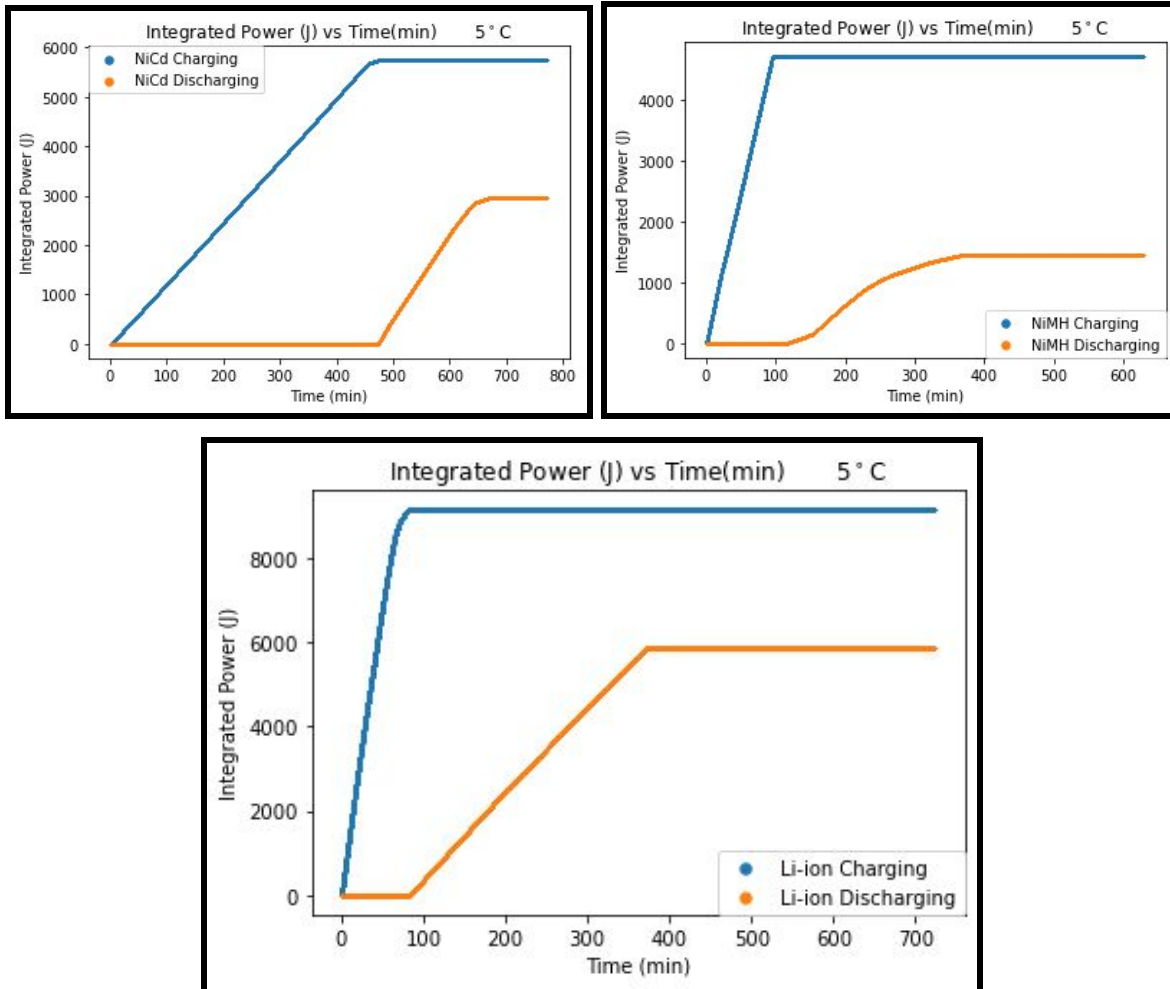 Integrated Power (J) vs Time(min) 5°C
NiCd Charging
NiCd Discharging
Integrated Power (J)
6000
5000
4000
3000
2000
1000
0
0 100 200 300 400 500 600 700 800
Time (min)
Integrated Power (J) vs Time(min) 5°C
Integrated Power (J)
4000
3000
2000
1000
0
NiMH Charging
NiMH Discharging
0 100 200 300 400 500 600
Time (min)
Integrated Power (J) vs Time(min) 5°C
Integrated Power (J)
8000
6000
4000
2000
0
Li-ion Charging
Li-ion Discharging
0 100 200 300 400 500 600 700
Time (min)